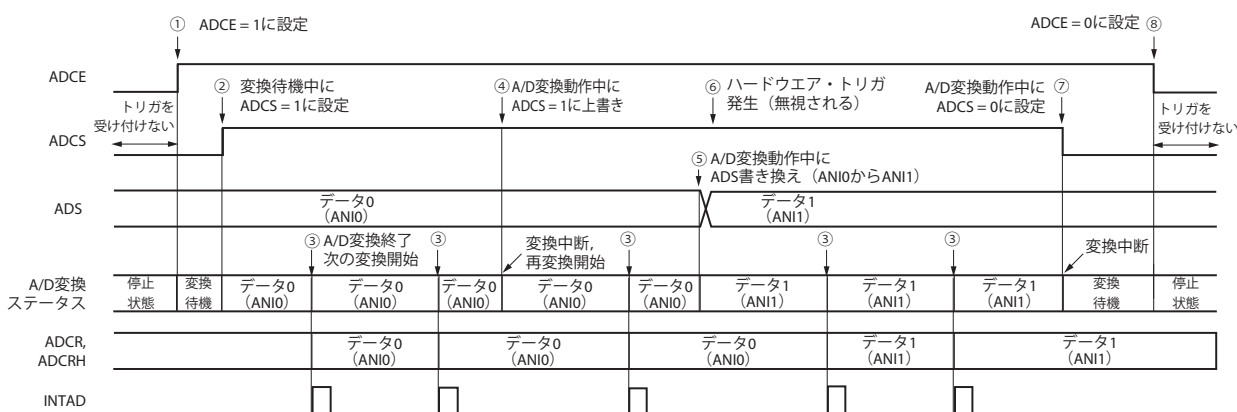 ① ADCE = 1に設定
ADCE = 0に設定 ⑧
ADCE
② 変換待機中に
ADCS = 1に設定
④ A/D変換動作中に
ADCS = 1に上書き
⑥ ハードウエア・トリガ
発生（無視される）
A/D変換動作中に ⑦
ADCS = 0に設定
トリガを
受け付けない
トリガを
受け付けない
ADCS
⑤ A/D変換動作中に
ADS書き換え（ANI0からANI1）
ADS
データ0
（ANI0）
データ1
（ANI1）
③ A/D変換終了
次の変換開始
③
変換中断,
再変換開始
③
③
③
変換中断
A/D変換
ステータス
停止
状態
変換
待機
データ0
（ANI0）
データ0
（ANI0）
データ0
（ANI0）
データ0
（ANI0）
データ0
（ANI0）
データ1
（ANI1）
データ1
（ANI1）
データ1
（ANI1）
変換
待機
停止
状態
ADCR,
ADCRH
データ0
（ANI0）
データ0
（ANI0）
データ0
（ANI0）
データ1
（ANI1）
データ1
（ANI1）
INTAD